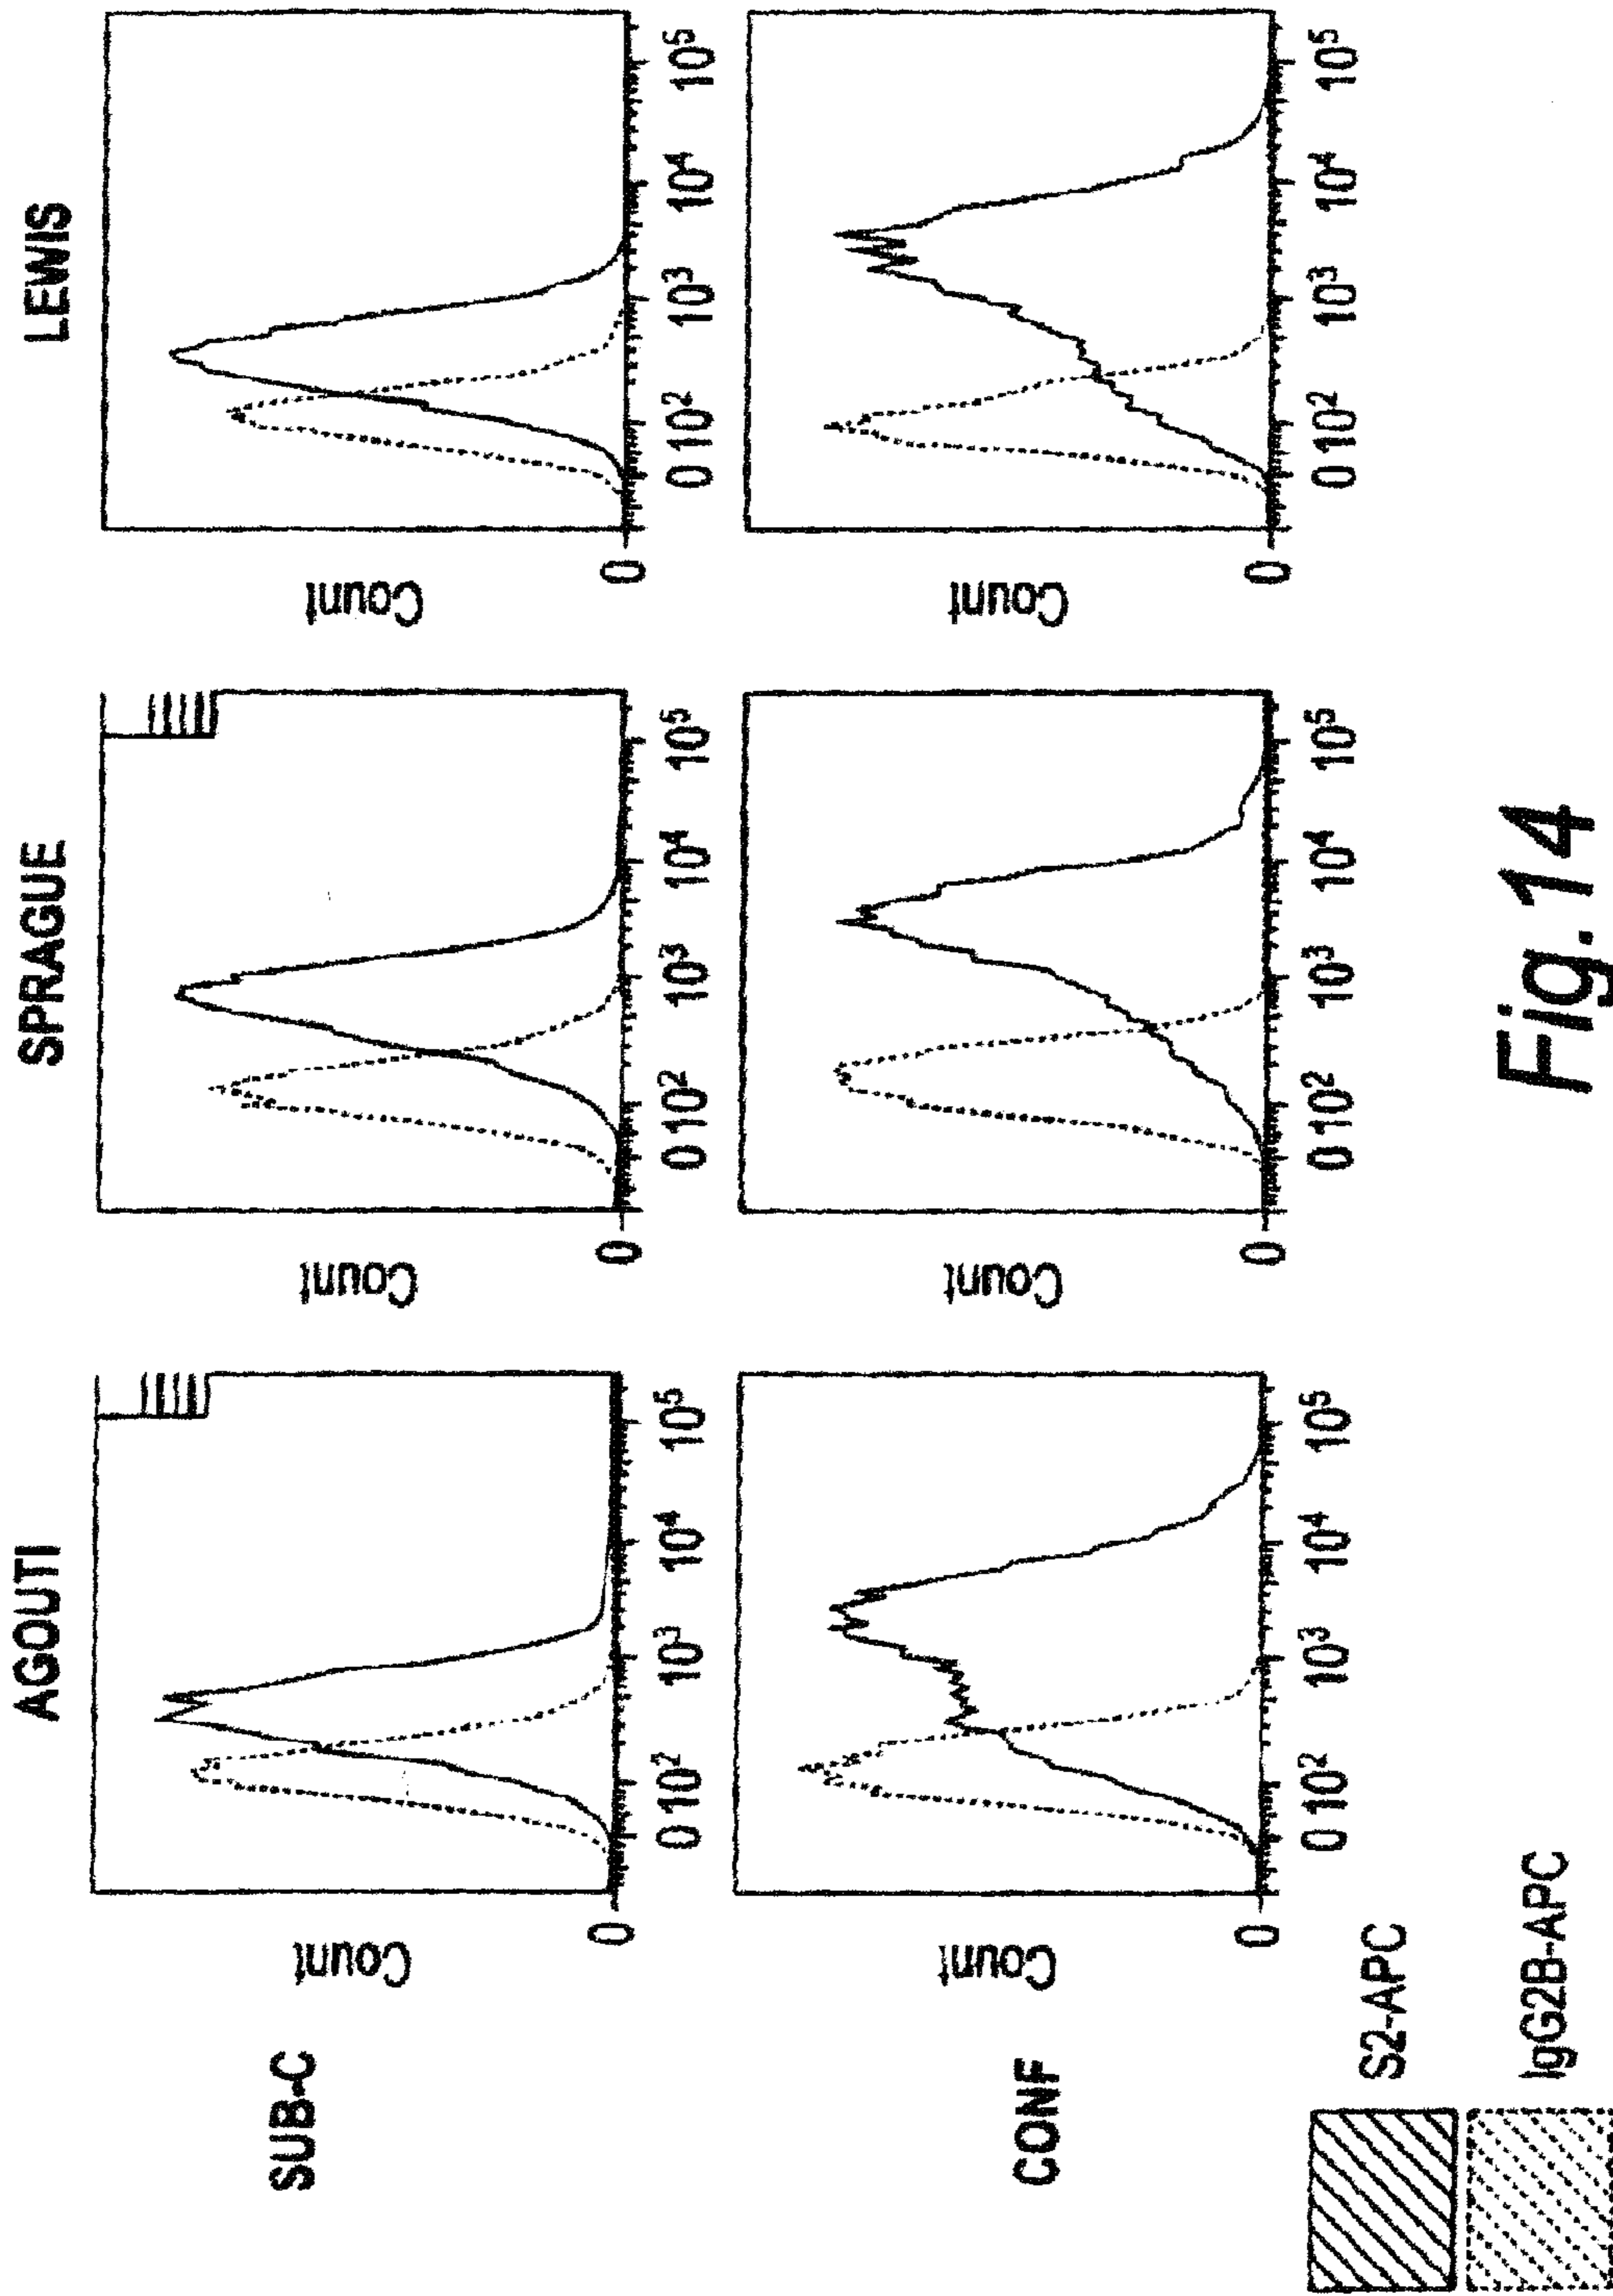 AGOUTI SPRAGUE LEWIS
SUB-C
Count
0
0 10² 10³ 10⁴ 10⁵
Count
0
0 10² 10³ 10⁴ 10⁵
Count
0
0 10² 10³ 10⁴ 10⁵
CONF
Count
0
0 10² 10³ 10⁴ 10⁵
Count
0
0 10² 10³ 10⁴ 10⁵
Count
0
0 10² 10³ 10⁴ 10⁵
S2-APC
IgG2B-APC
Fig. 14